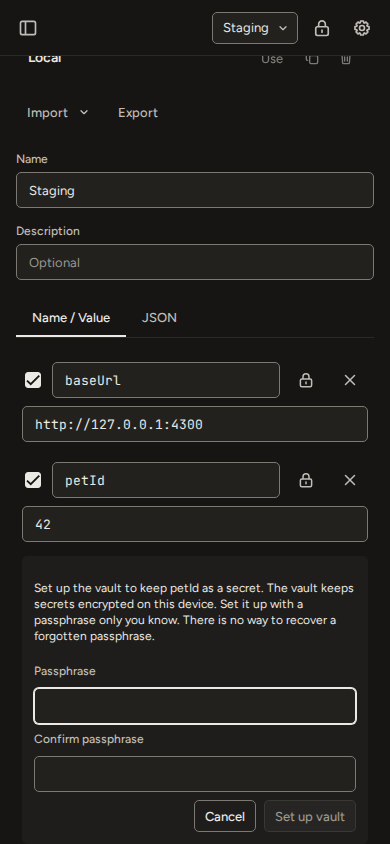 Staging
Local
Use
Import
Export
Name
Staging
Description
Optional
Name / Value
JSON
baseUrl
http://127.0.0.1:4300
petId
42
Set up the vault to keep petId as a secret. The vault keeps
secrets encrypted on this device. Set it up with a
passphrase only you know. There is no way to recover a
forgotten passphrase.
Passphrase
Confirm passphrase
Cancel
Set up vault